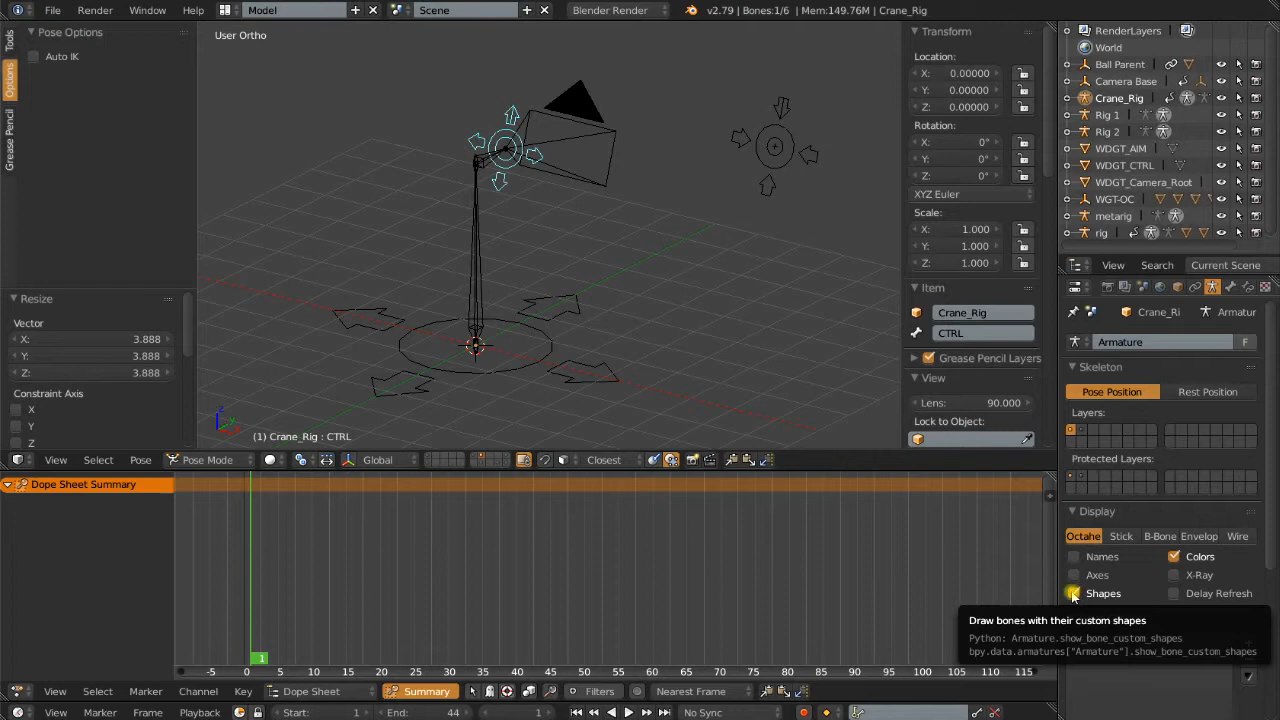 File Render Window Help Model Scene Blender Render v2.79 | Bones:1/6 | Mem:149.76M | Crane_Rig
Tools
Options
Grease Pencil
Pose Options
Auto IK
Resize
Vector
X: 3.888
Y: 3.888
Z: 3.888
Constraint Axis
X
Y
Z
User Ortho
(1) Crane_Rig : CTRL
Transform
Location:
X: 0.00000
Y: 0.00000
Z: 0.00000
Rotation:
X: 0°
Y: 0°
Z: 0°
XYZ Euler
Scale:
X: 1.000
Y: 1.000
Z: 1.000
Item
Crane_Rig
CTRL
Grease Pencil Layers
View
Lens: 90.000
Lock to Object:
RenderLayers
World
Ball Parent
Camera Base
Crane_Rig
Rig 1
Rig 2
WDGT_AIM
WDGT_CTRL
WDGT_Camera_Root
WGT-OC
metarig
rig
View Search Current Scene
Crane_Ri Armatur
Armature F
Skeleton
Pose Position Rest Position
Layers:
Protected Layers:
Display
Octahe Stick B-Bone Envelop Wire
Names Colors
Axes X-Ray
Shapes Delay Refresh
Draw bones with their custom shapes
Python: Armature.show_bone_custom_shapes
bpy.data.armatures["Armature"].show_bone_custom_shapes
View Select Pose Pose Mode Global Closest
Dope Sheet Summary
1
-5 0 5 10 15 20 25 30 35 40 45 50 55 60 65 70 75 80 85 90 95 100 105 110 115
View Select Marker Channel Key Dope Sheet Summary Filters Nearest Frame
View Marker Frame Playback Start: 1 End: 44 1 No Sync